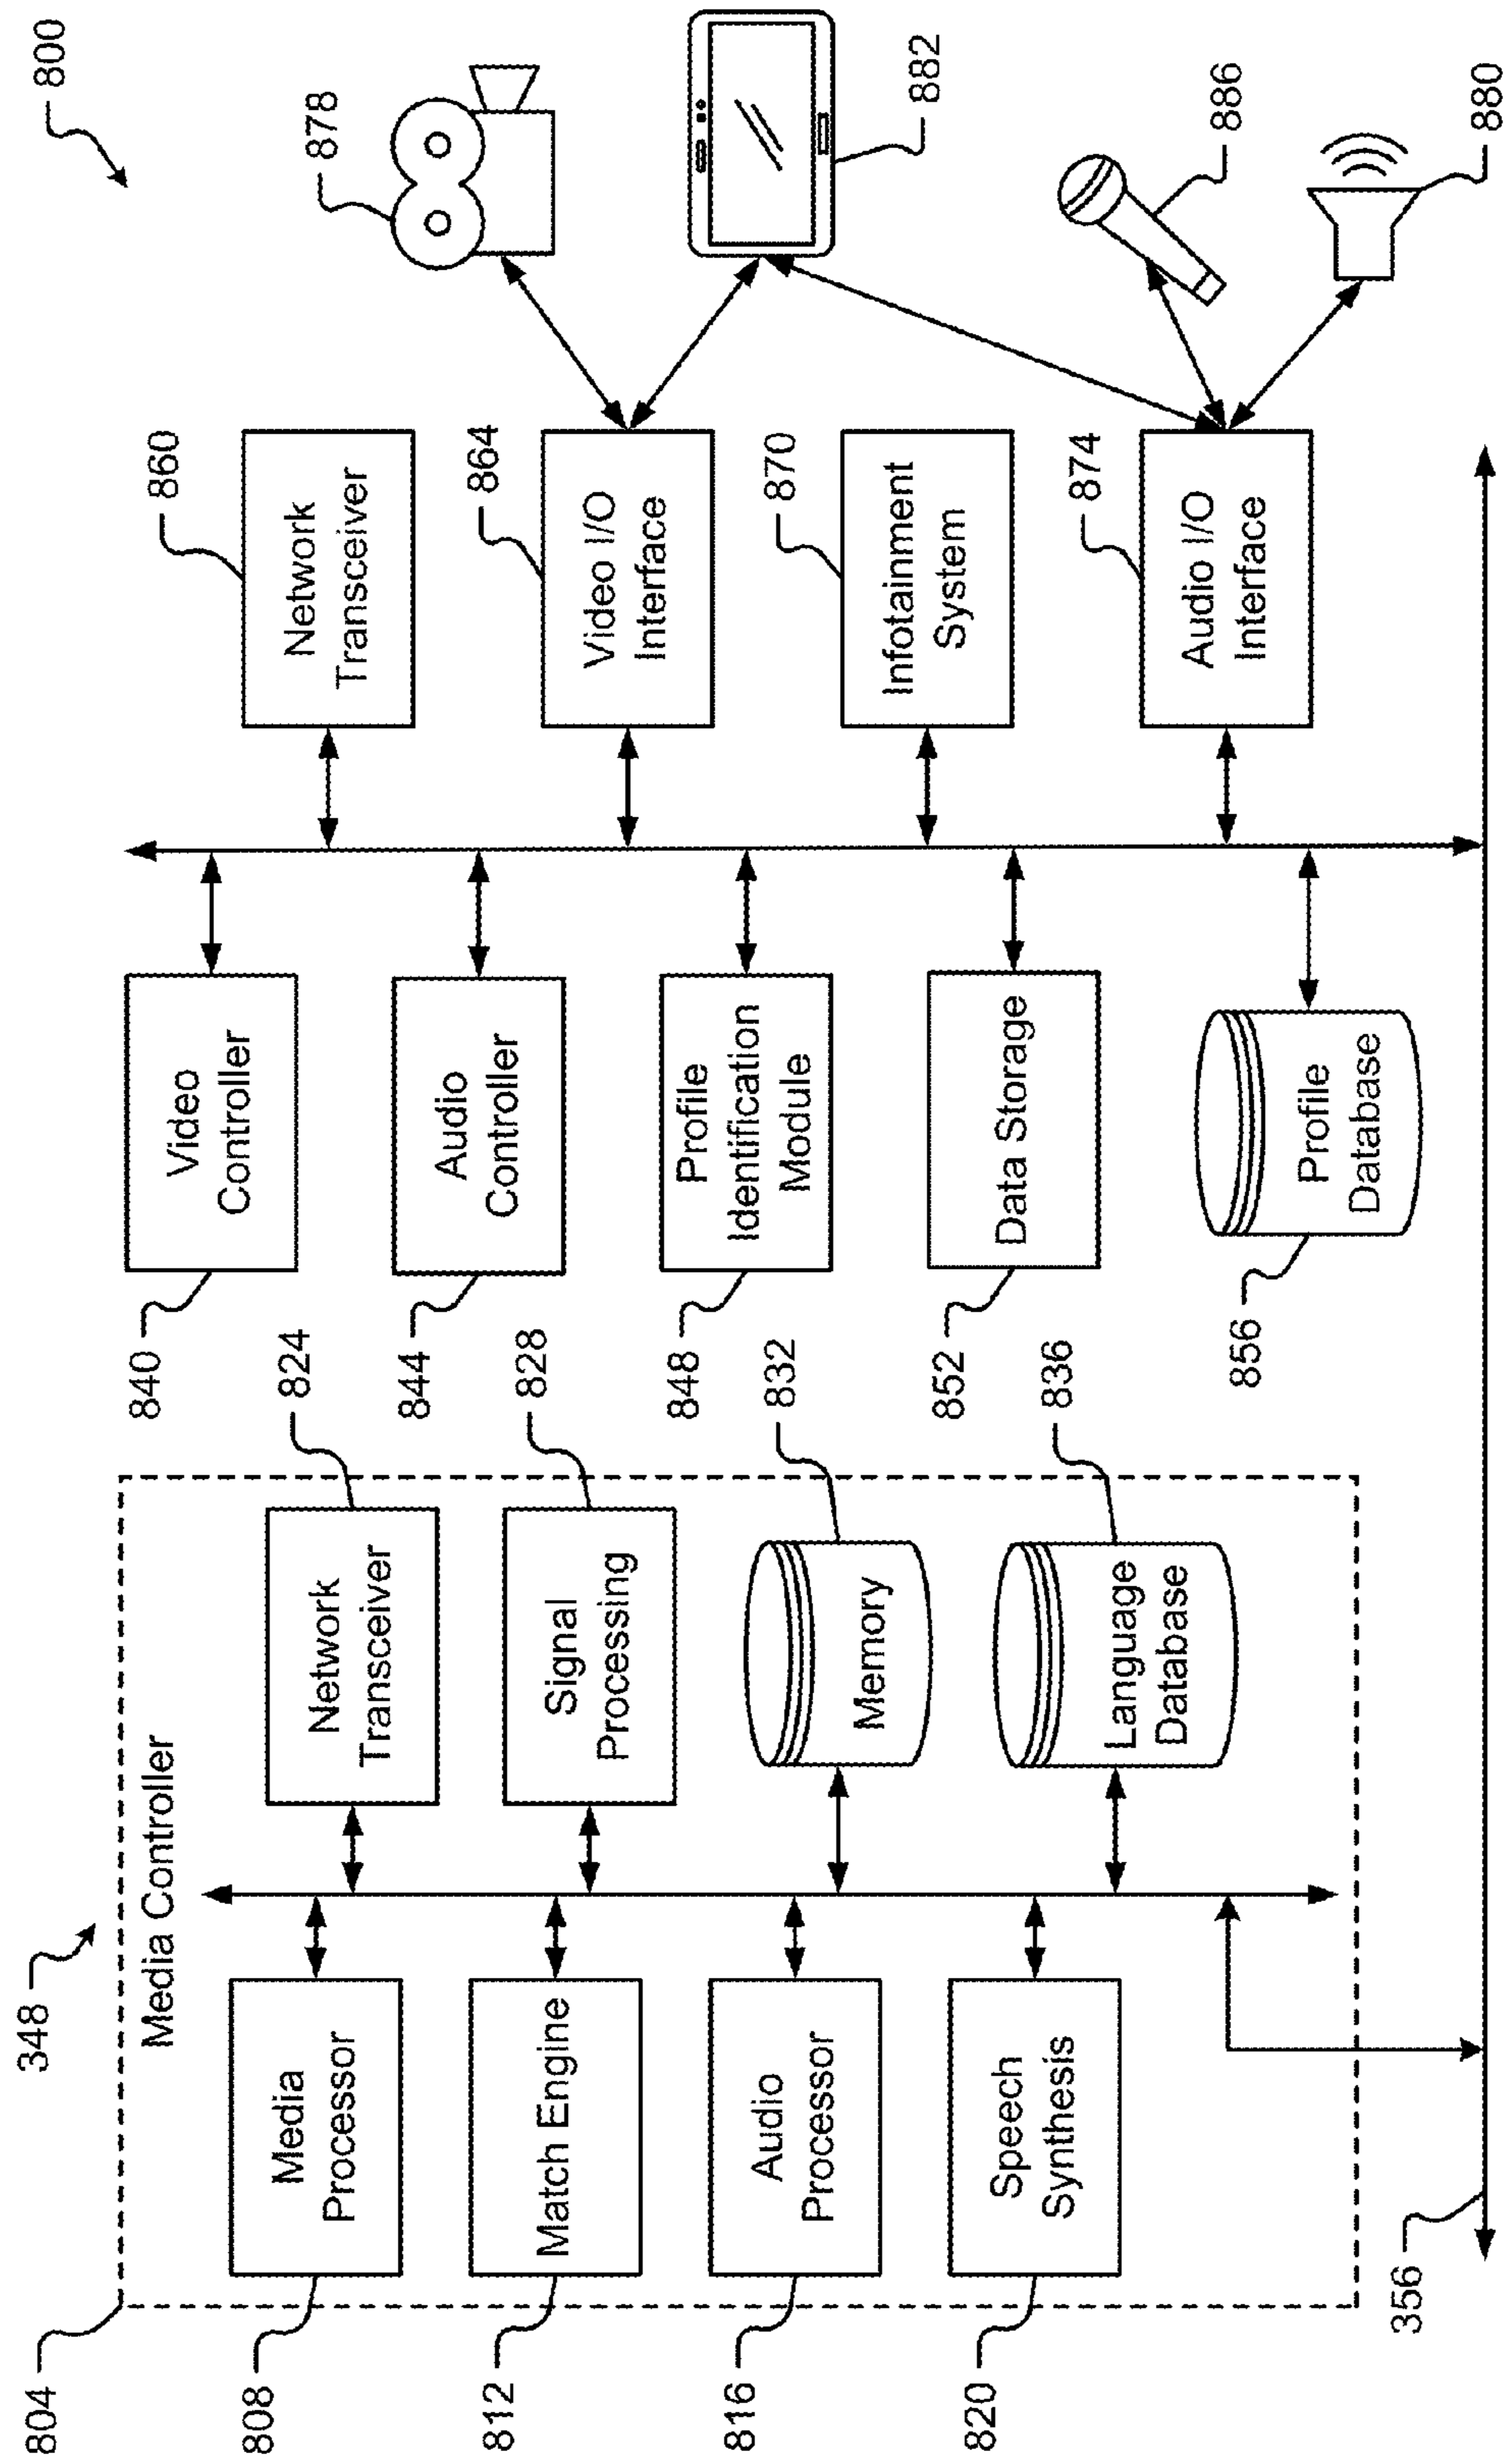 800
348
804
Media Controller
808
Media
Processor
812
Match Engine
816
Audio
Processor
820
Speech
Synthesis
824
Network
Transceiver
828
Signal
Processing
832
Memory
836
Language
Database
840
Video
Controller
844
Audio
Controller
848
Profile
Identification
Module
852
Data Storage
856
Profile
Database
860
Network
Transceiver
864
Video I/O
Interface
870
Infotainment
System
874
Audio I/O
Interface
878
882
886
880
356